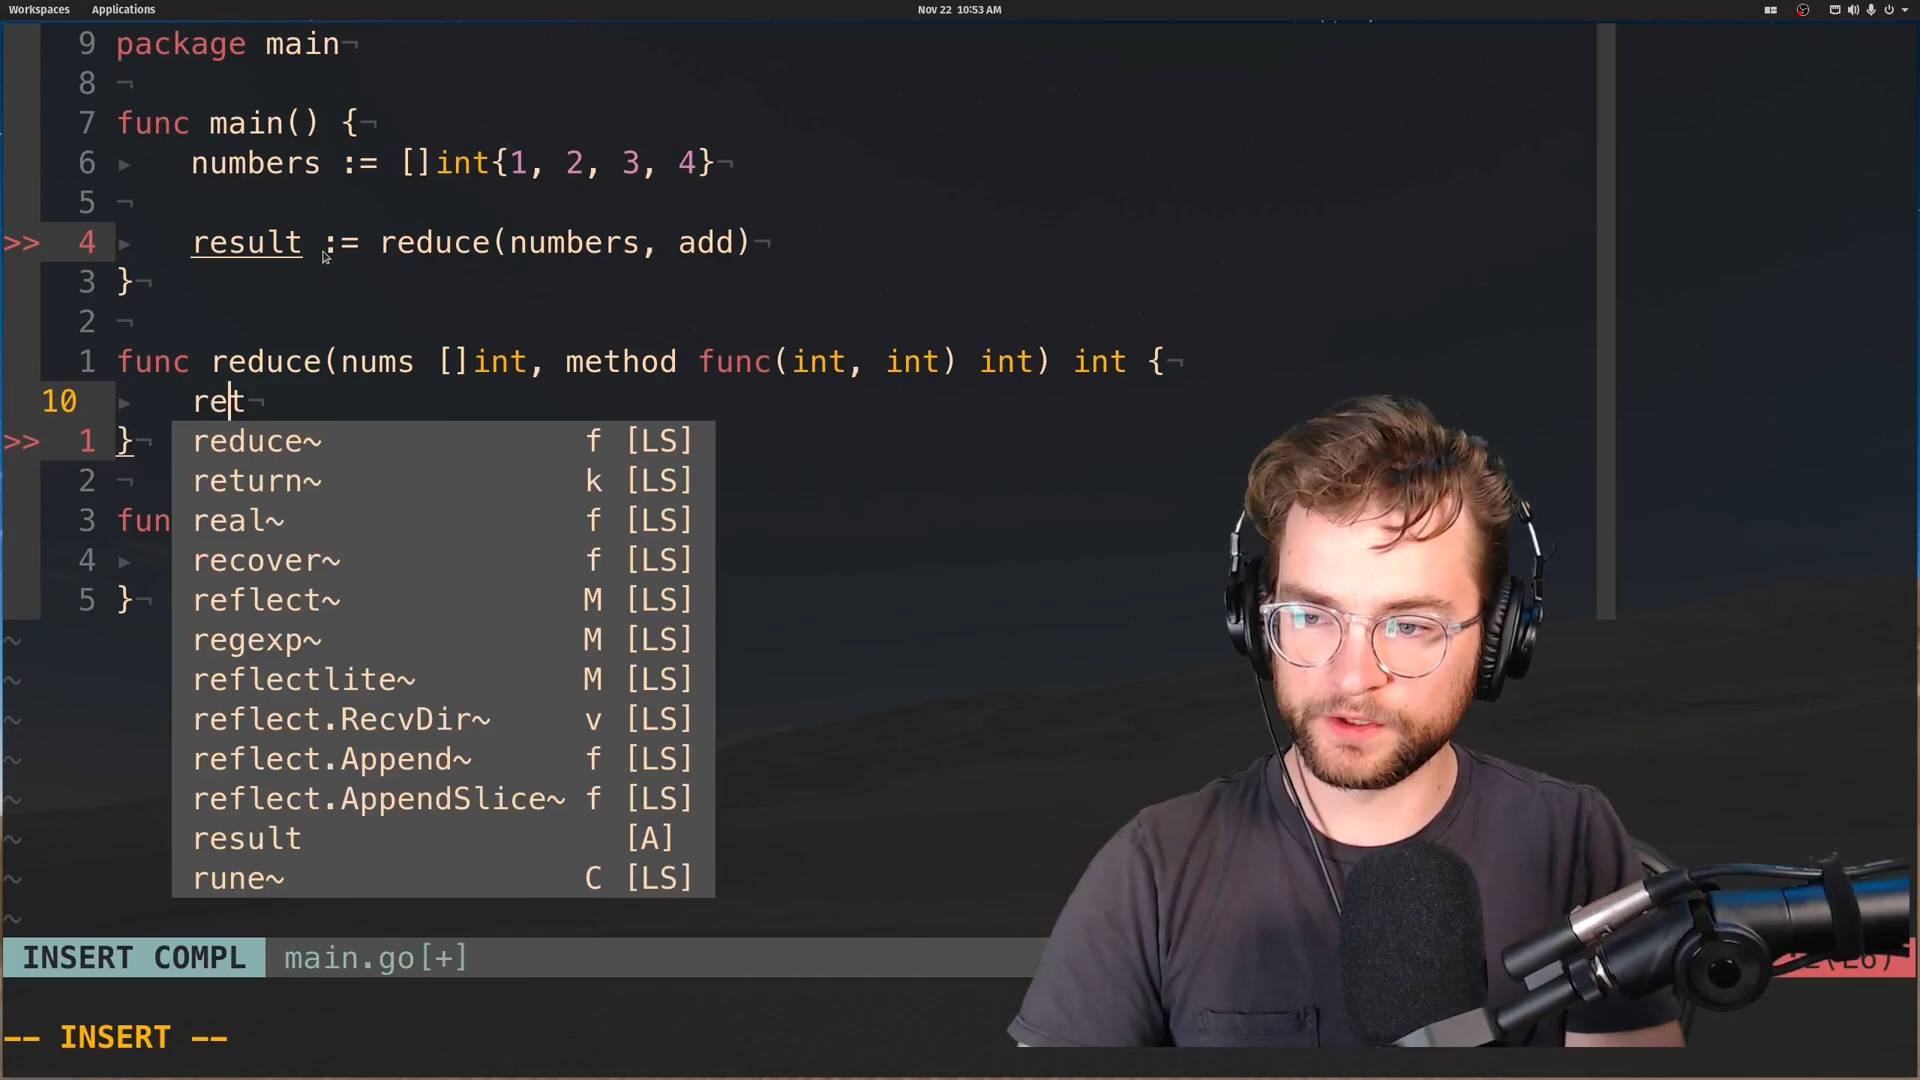 Workspaces Applications Nov 22 10:53 AM
9 package main¬
8 ¬
7 func main() {¬
6 ▸ numbers := []int{1, 2, 3, 4}¬
5 ¬
>> 4 ▸ result := reduce(numbers, add)¬
3 }¬
2 ¬
1 func reduce(nums []int, method func(int, int) int) int {¬
10 ▸ ret¬
>> 1 }¬
2 ¬
3 fun
4 ▸
5 }¬
reduce~ f [LS]
return~ k [LS]
real~ f [LS]
recover~ f [LS]
reflect~ M [LS]
regexp~ M [LS]
reflectlite~ M [LS]
reflect.RecvDir~ v [LS]
reflect.Append~ f [LS]
reflect.AppendSlice~ f [LS]
result [A]
rune~ C [LS]
~
~
~
~
~
~
~
~
INSERT COMPL main.go[+]
-- INSERT --